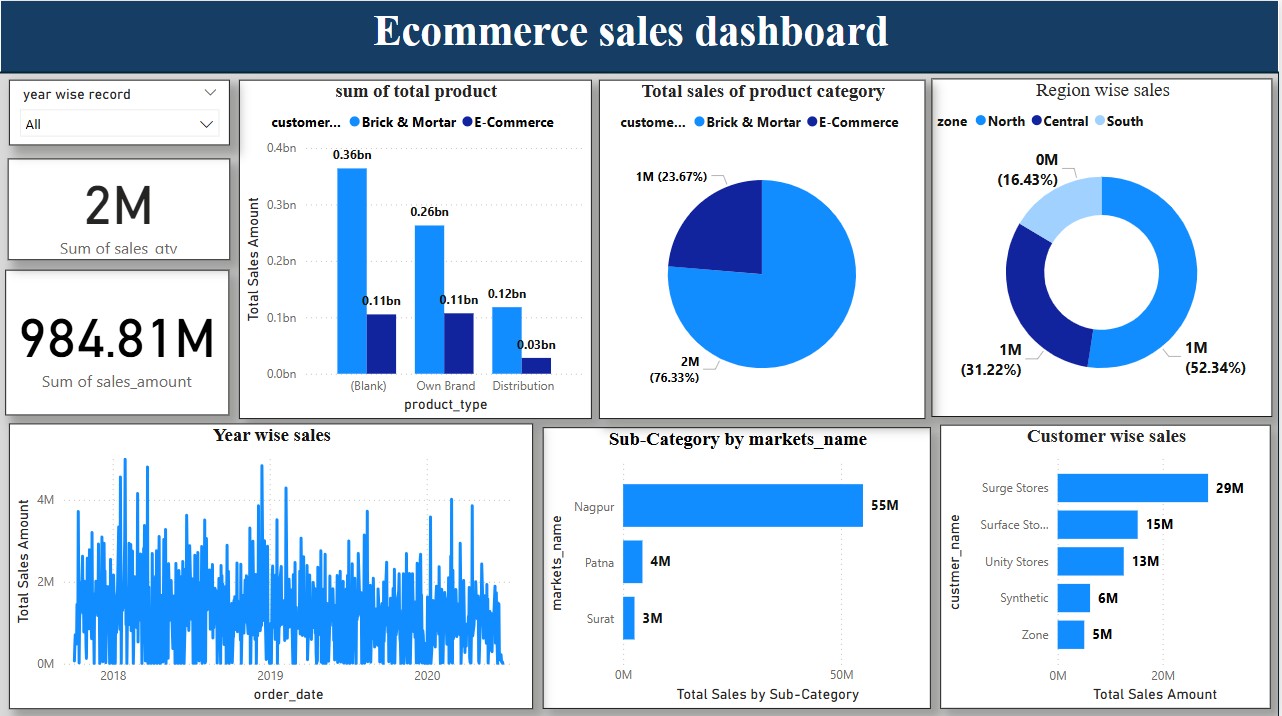 Ecommerce sales dashboard
year wise record
All
2M
Sum of sales_qty
984.81M
Sum of sales_amount
sum of total product
customer... Brick & Mortar E-Commerce
Total Sales Amount
0.4bn
0.3bn
0.2bn
0.1bn
0.0bn
0.36bn
0.11bn
0.26bn
0.11bn
0.12bn
0.03bn
(Blank) Own Brand Distribution
product_type
Total sales of product category
custome... Brick & Mortar E-Commerce
1M (23.67%)
2M
(76.33%)
Region wise sales
zone North Central South
0M
(16.43%)
1M
(31.22%)
1M
(52.34%)
Year wise sales
Total Sales Amount
4M
2M
0M
2018 2019 2020
order_date
Sub-Category by markets_name
markets_name
Nagpur 55M
Patna 4M
Surat 3M
0M 50M
Total Sales by Sub-Category
Customer wise sales
custmer_name
Surge Stores 29M
Surface Sto... 15M
Unity Stores 13M
Synthetic 6M
Zone 5M
0M 20M
Total Sales Amount